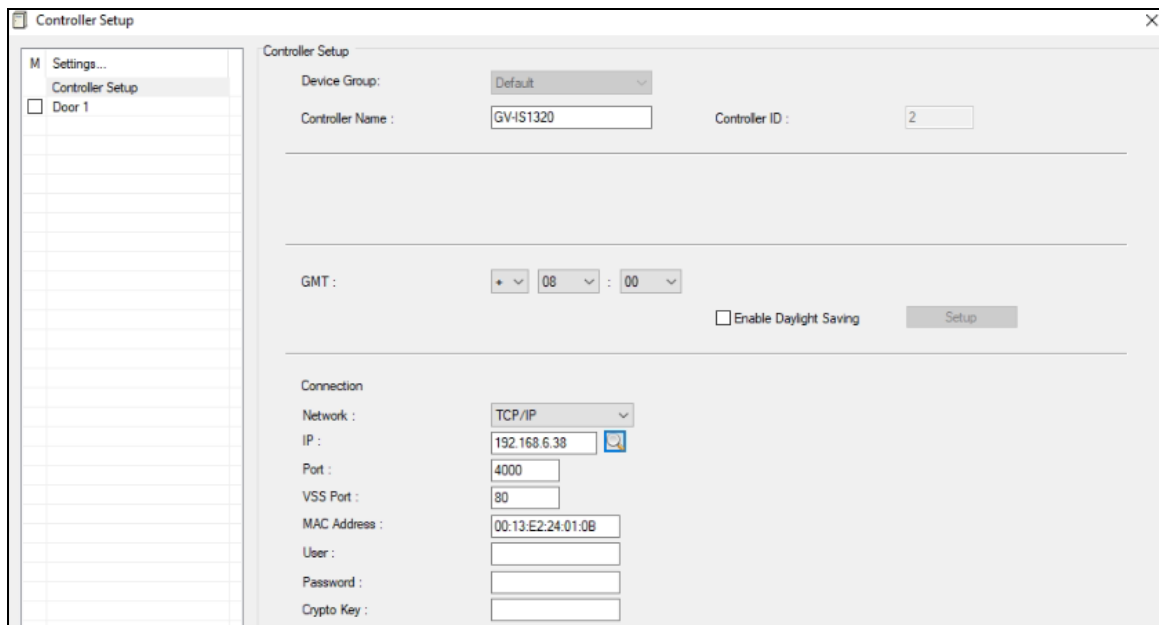 Controller Setup
M Settings...
Controller Setup
Door 1
Controller Setup
Device Group: Default
Controller Name : GV-IS1320 Controller ID : 2
GMT : + 08 : 00
Enable Daylight Saving Setup
Connection
Network : TCP/IP
IP : 192.168.6.38
Port : 4000
VSS Port : 80
MAC Address : 00:13:E2:24:01:0B
User :
Password :
Crypto Key :